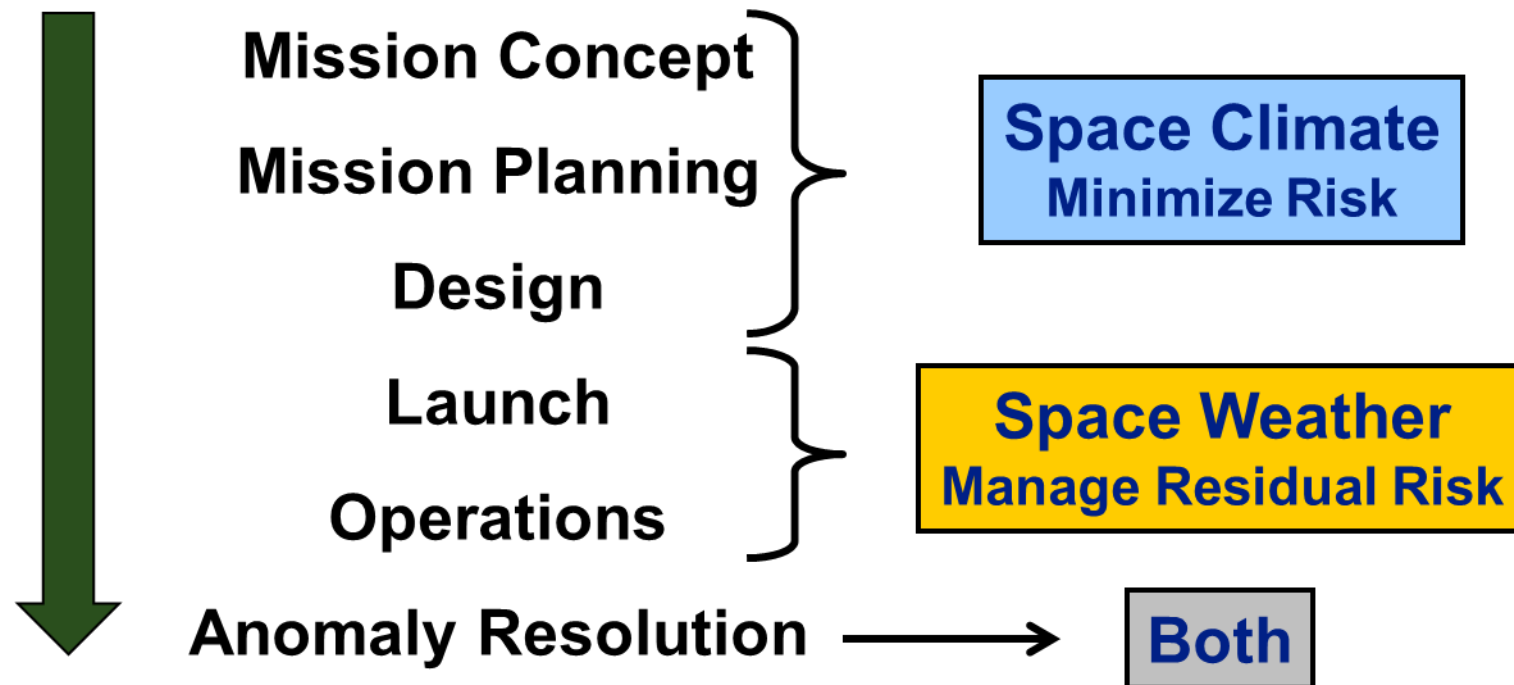 Mission Concept
Mission Planning
Design
Space Climate
Minimize Risk
Launch
Operations
Space Weather
Manage Residual Risk
Anomaly Resolution
Both